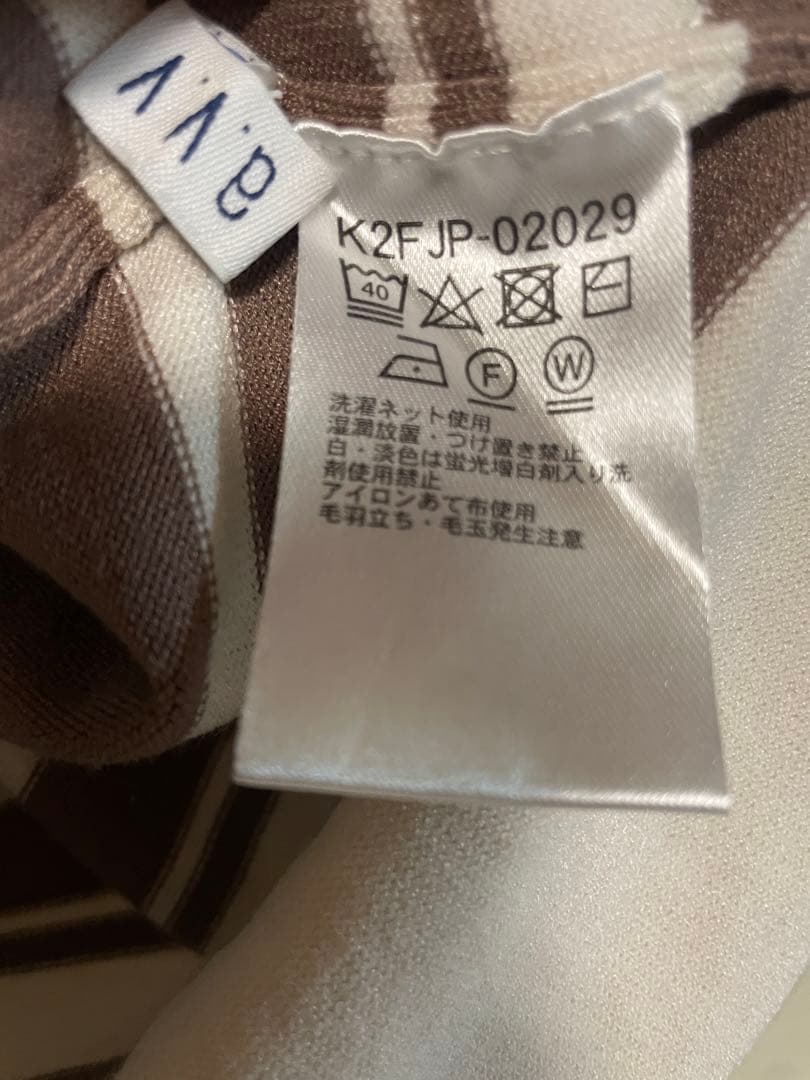 a.v.v
K2FJP-02029
40
F W
洗濯ネット使用
湿潤放置・つけ置き禁止
白・淡色は蛍光増白剤入り洗
剤使用禁止
アイロンあて布使用
毛羽立ち・毛玉発生注意